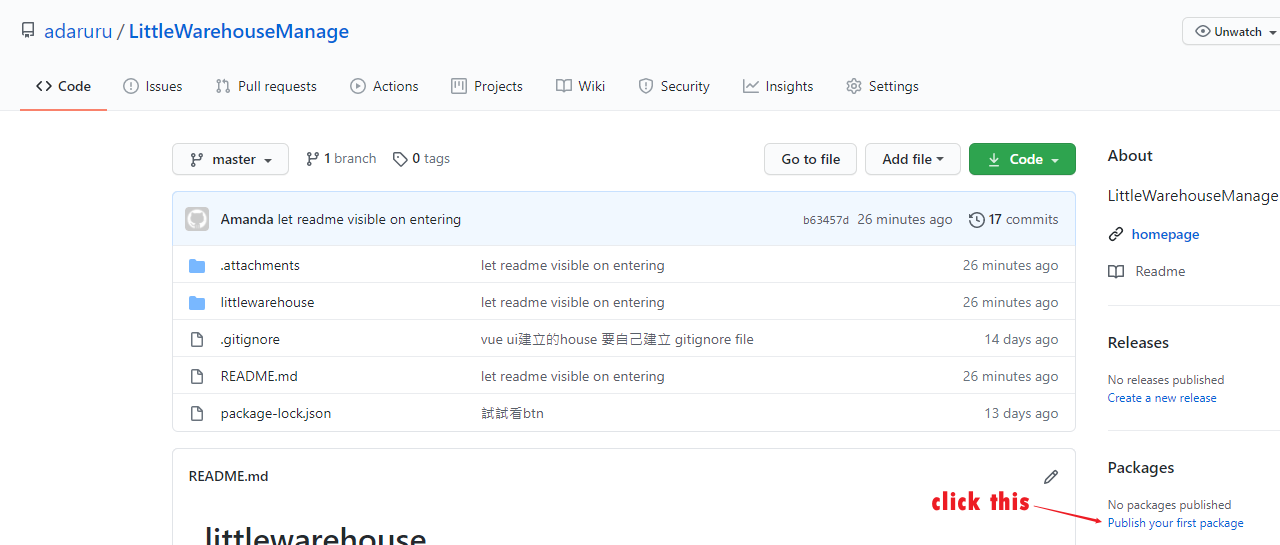 adaruru / LittleWarehouseManage
Unwatch
Code Issues Pull requests Actions Projects Wiki Security Insights Settings
master 1 branch 0 tags Go to file Add file Code
Amanda let readme visible on entering b63457d 26 minutes ago 17 commits
.attachments let readme visible on entering 26 minutes ago
littlewarehouse let readme visible on entering 26 minutes ago
.gitignore vue ui建立的house 要自己建立 gitignore file 14 days ago
README.md let readme visible on entering 26 minutes ago
package-lock.json 試試看btn 13 days ago
README.md
littlewarehouse
About
LittleWarehouseManage
homepage
Readme
Releases
No releases published
Create a new release
Packages
No packages published
click this
Publish your first package